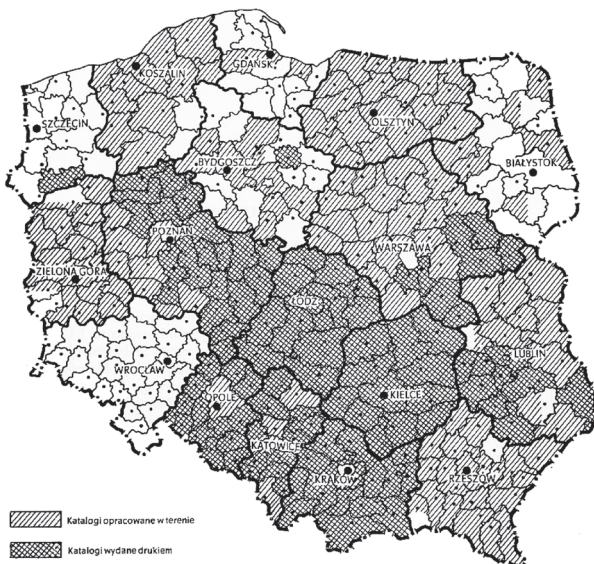 GDAŃSK
KOSZALIN
SZCZECIN
OLSZTYN
BYDGOSZCZ
BIAŁYSTOK
POZNAŃ
WARSZAWA
ZIELONA GÓRA
ŁÓDŹ
LUBLIN
WROCŁAW
OPOLE
KIELCE
KATOWICE
KRAKÓW
RZESZÓW
Katalogi opracowane w terenie
Katalogi wydane drukiem